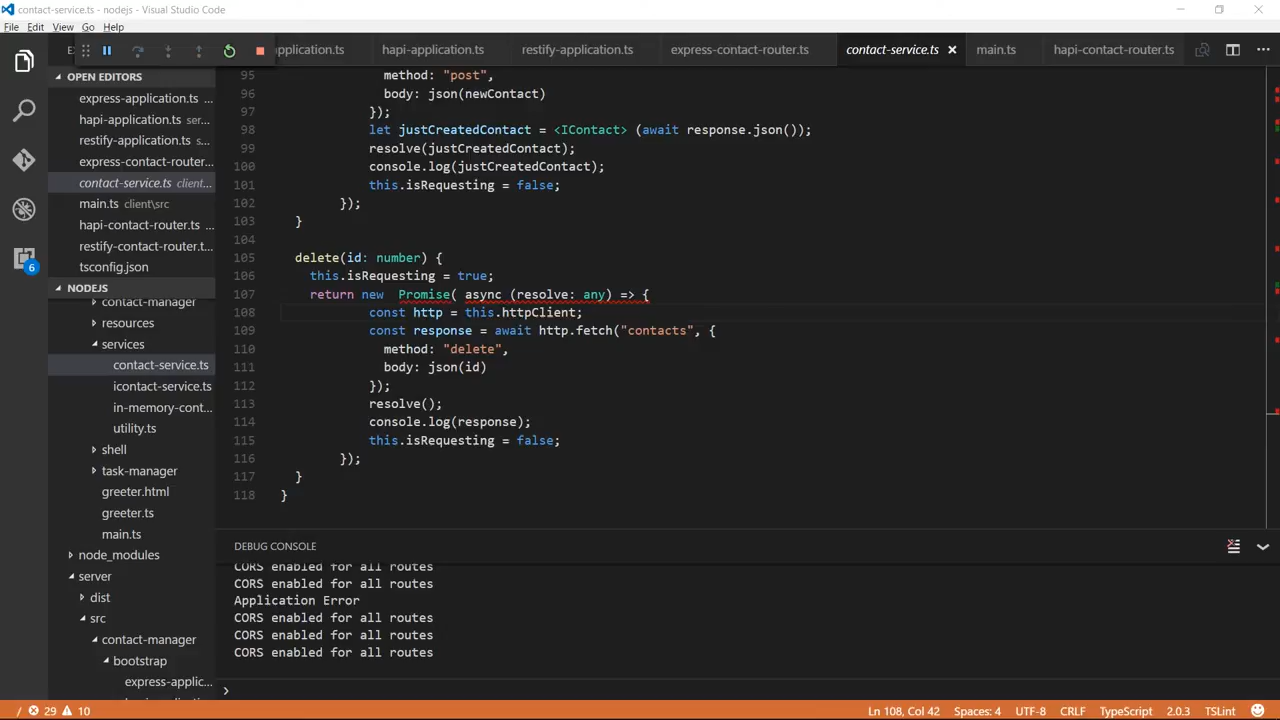 contact-service.ts - nodejs - Visual Studio Code
File Edit View Go Help
application.ts hapi-application.ts restify-application.ts express-contact-router.ts contact-service.ts main.ts hapi-contact-router.ts
OPEN EDITORS
express-application.ts ...
hapi-application.ts ser...
restify-application.ts s...
express-contact-router...
contact-service.ts client...
main.ts client\src
hapi-contact-router.ts ...
restify-contact-router.t...
tsconfig.json
NODEJS
contact-manager
resources
services
contact-service.ts
icontact-service.ts
in-memory-cont...
utility.ts
shell
task-manager
greeter.html
greeter.ts
main.ts
node_modules
server
dist
src
contact-manager
bootstrap
express-applic...
6
95 method: "post",
96 body: json(newContact)
97 });
98 let justCreatedContact = <IContact> (await response.json());
99 resolve(justCreatedContact);
100 console.log(justCreatedContact);
101 this.isRequesting = false;
102 });
103 }
104
105 delete(id: number) {
106 this.isRequesting = true;
107 return new  Promise( async (resolve: any) => {
108 const http = this.httpClient;
109 const response = await http.fetch("contacts", {
110 method: "delete",
111 body: json(id)
112 });
113 resolve();
114 console.log(response);
115 this.isRequesting = false;
116 });
117 }
118 }
DEBUG CONSOLE
CORS enabled for all routes
CORS enabled for all routes
Application Error
CORS enabled for all routes
CORS enabled for all routes
CORS enabled for all routes
29 10 Ln 108, Col 42 Spaces: 4 UTF-8 CRLF TypeScript 2.0.3 TSLint